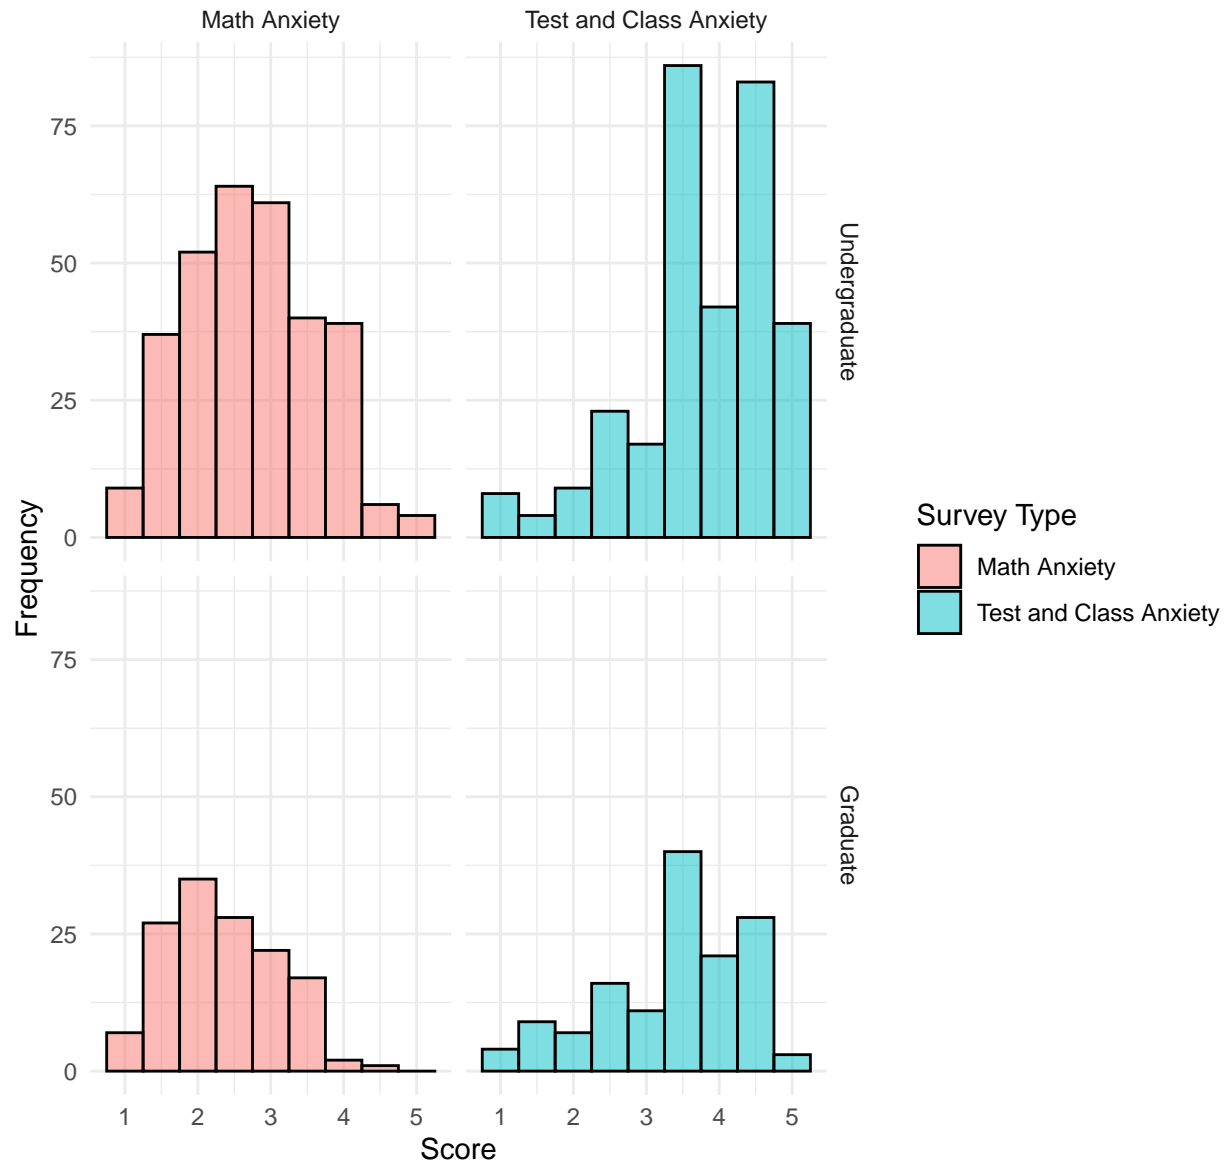 Math Anxiety
Test and Class Anxiety
75
50
25
0
Undergraduate
75
50
25
0
Graduate
Frequency
1 2 3 4 5
1 2 3 4 5
Score
Survey Type
Math Anxiety
Test and Class Anxiety